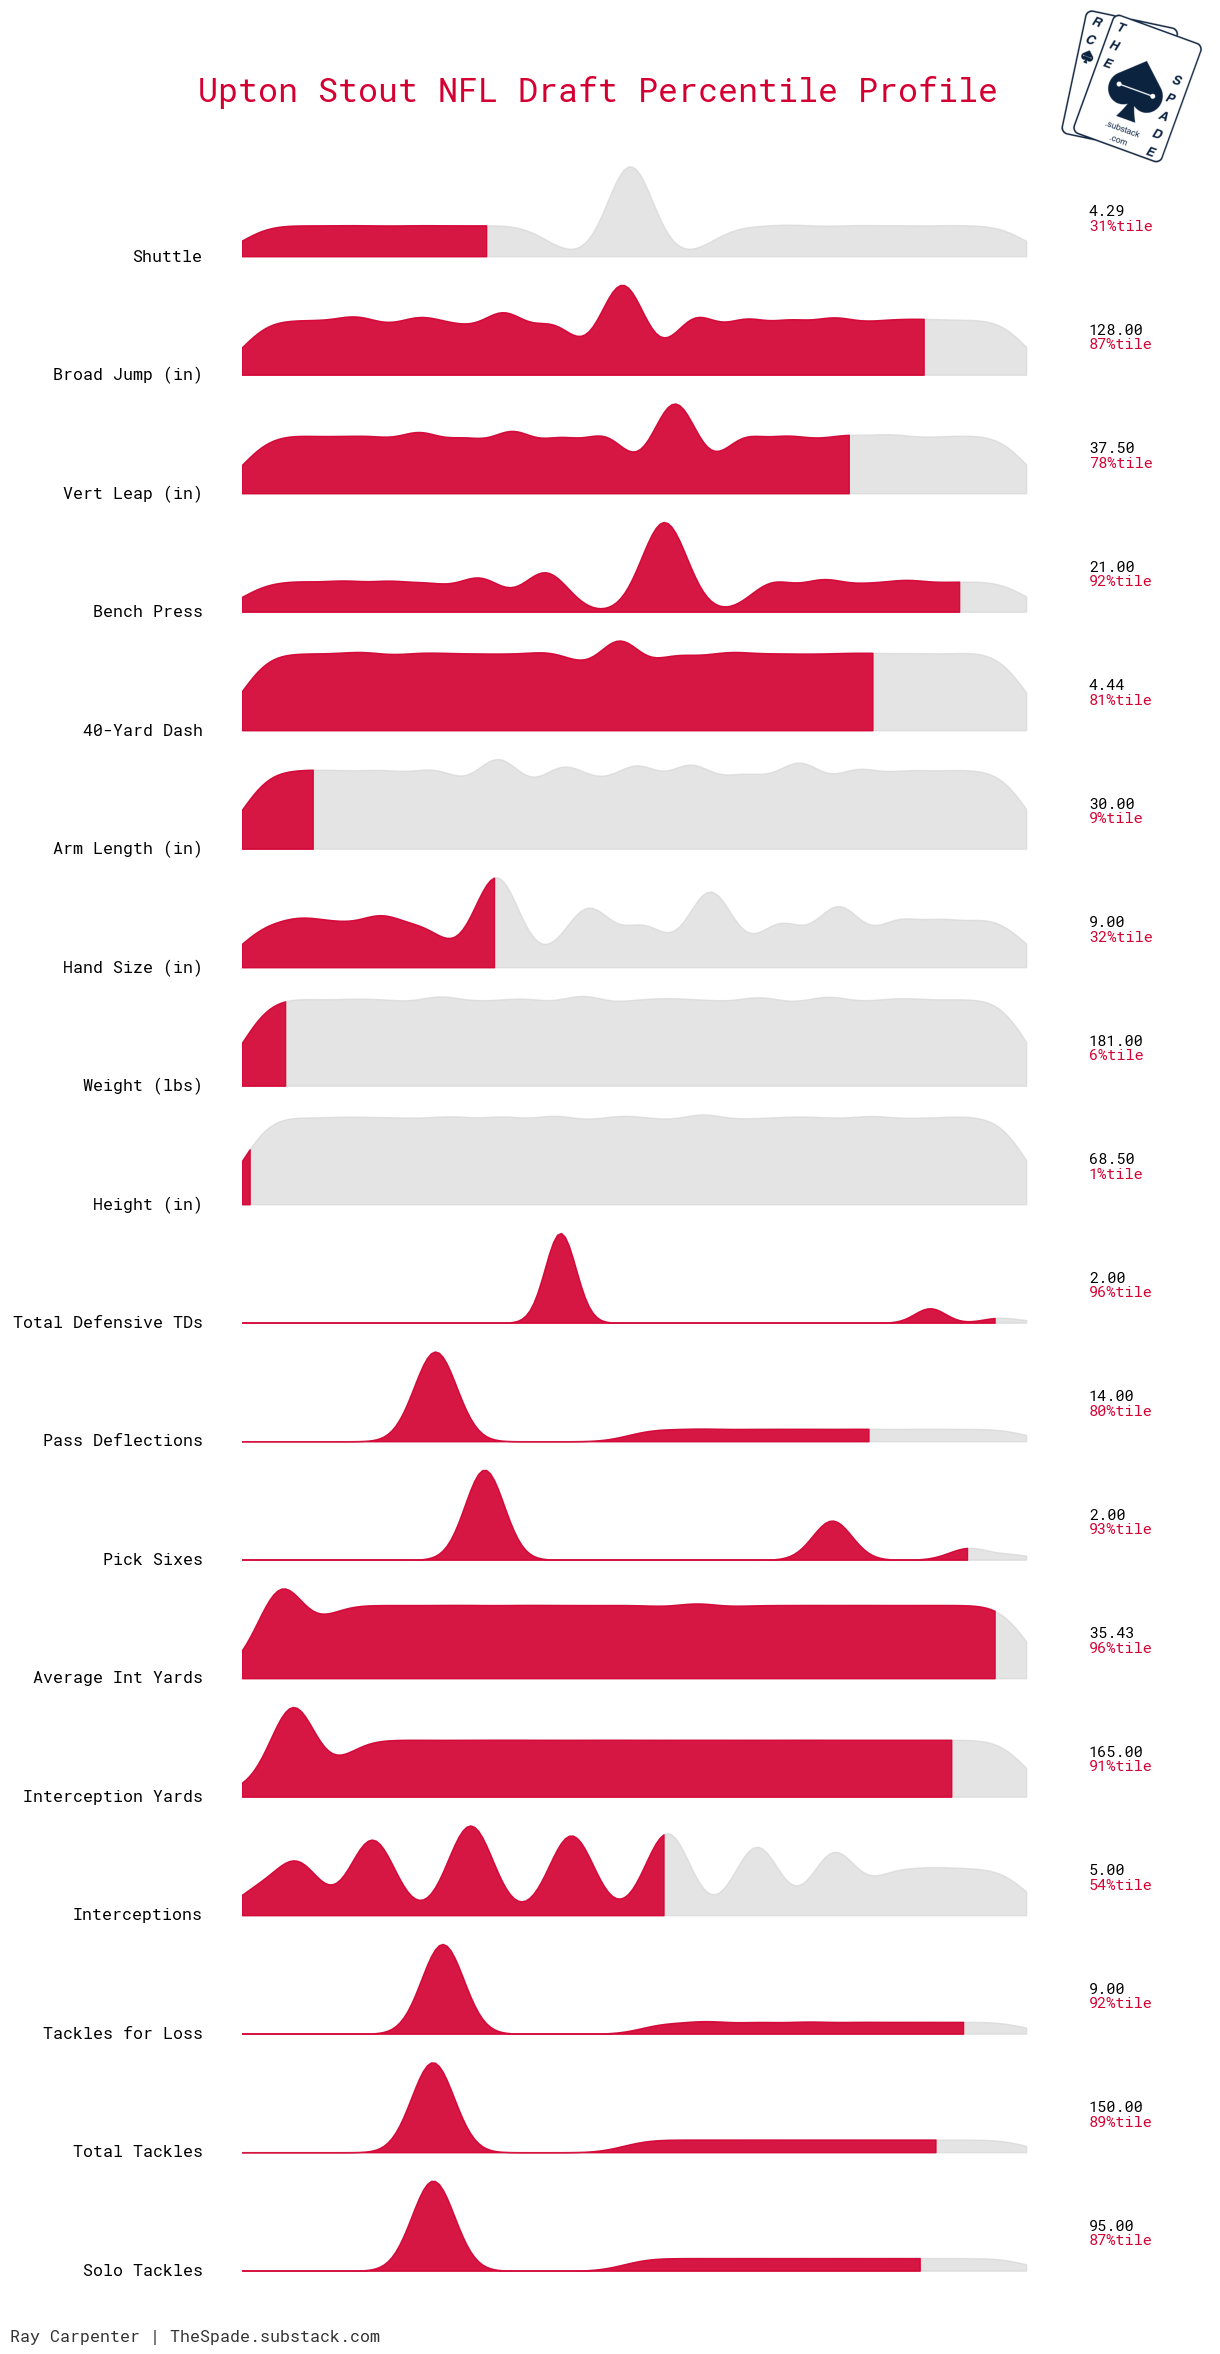 RC
THE
SPADE
.substack
.com
Upton Stout NFL Draft Percentile Profile
4.29
31%tile
Shuttle
128.00
87%tile
Broad Jump (in)
37.50
78%tile
Vert Leap (in)
21.00
92%tile
Bench Press
4.44
81%tile
40-Yard Dash
30.00
9%tile
Arm Length (in)
9.00
32%tile
Hand Size (in)
181.00
6%tile
Weight (lbs)
68.50
1%tile
Height (in)
2.00
96%tile
Total Defensive TDs
14.00
80%tile
Pass Deflections
2.00
93%tile
Pick Sixes
35.43
96%tile
Average Int Yards
165.00
91%tile
Interception Yards
5.00
54%tile
Interceptions
9.00
92%tile
Tackles for Loss
150.00
89%tile
Total Tackles
95.00
87%tile
Solo Tackles
Ray Carpenter | TheSpade.substack.com